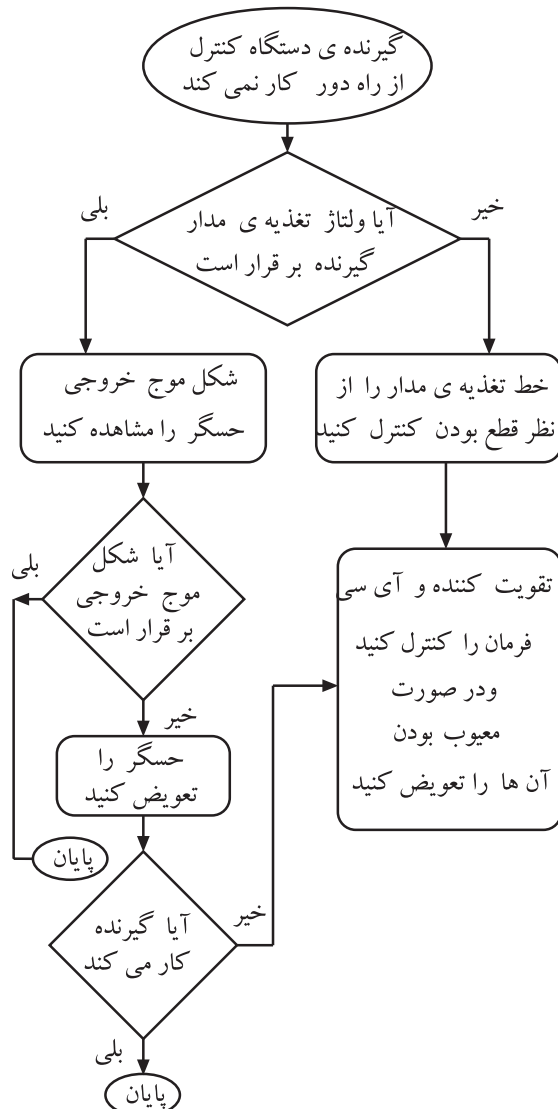 گیرنده ی دستگاه کنترل
از راه دور کار نمی کند
آیا ولتاژ تغذیه ی مدار
گیرنده بر قرار است
خیر
بلی
خط تغذیه ی مدار را از
نظر قطع بودن کنترل کنید
شکل موج خروجی
حسگر را مشاهده کنید
تقویت کننده و آی سی
فرمان را کنترل کنید
ودر صورت
معیوب بودن
آن ها را تعویض کنید
آیا شکل
موج خروجی
بر قرار است
بلی
خیر
حسگر را
تعویض کنید
پایان
آیا گیرنده
کار می کند
خیر
بلی
پایان